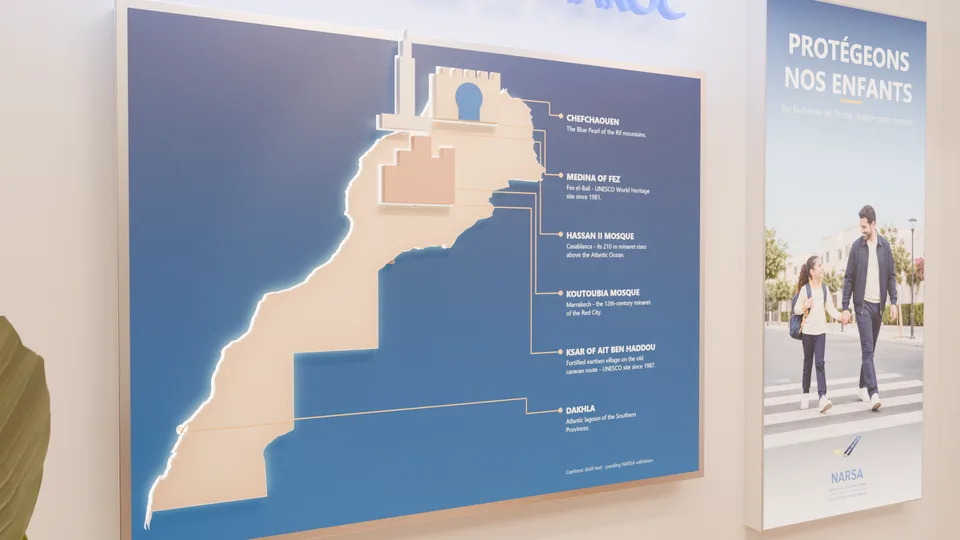 MAROC
CHEFCHAOUEN
The Blue Pearl of the Rif mountains.
MEDINA OF FEZ
Fes el-Bali - UNESCO World Heritage
site since 1981.
HASSAN II MOSQUE
Casablanca - its 210 m minaret rises
above the Atlantic Ocean.
KOUTOUBIA MOSQUE
Marrakech - the 12th-century minaret
of the Red City.
KSAR OF AIT BEN HADDOU
Fortified earthen village on the old
caravan route - UNESCO site since 1987.
DAKHLA
Atlantic lagoon of the Southern
Provinces.
Captions: draft text - pending NARSA validation
PROTÉGEONS
NOS ENFANTS
NARSA